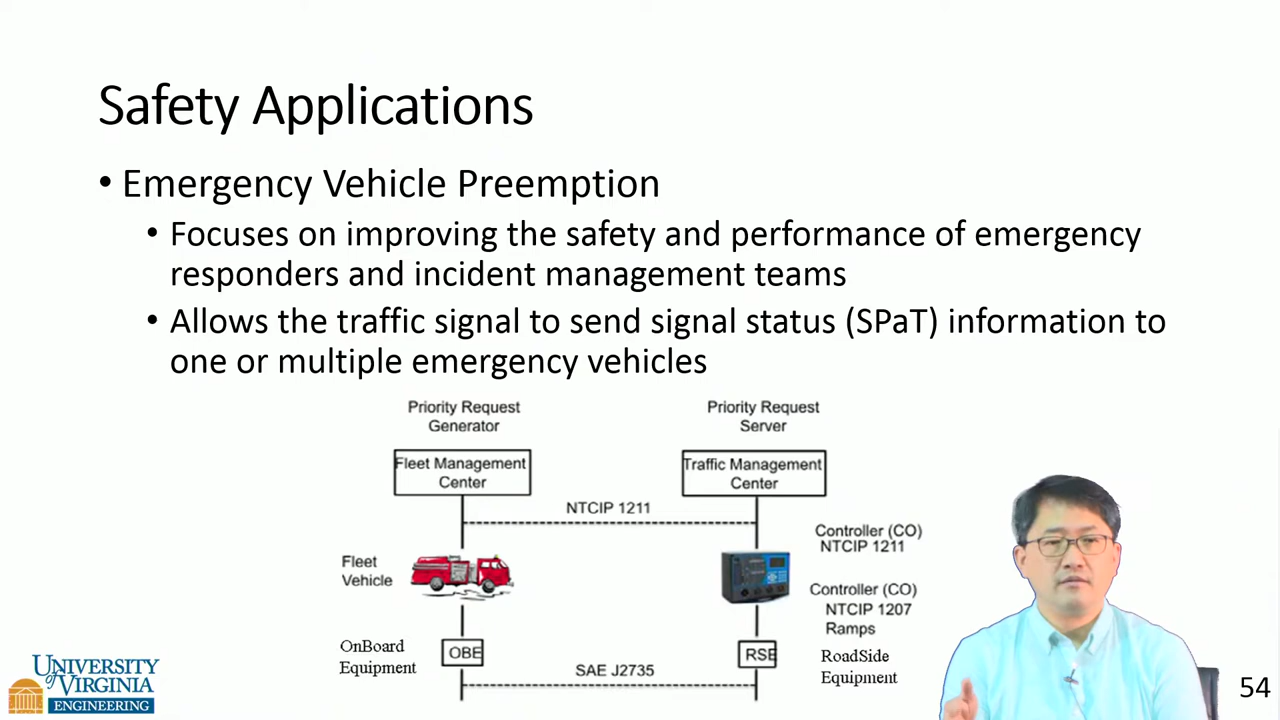 Safety Applications
• Emergency Vehicle Preemption
• Focuses on improving the safety and performance of emergency
responders and incident management teams
• Allows the traffic signal to send signal status (SPaT) information to
one or multiple emergency vehicles
Priority Request
Generator
Priority Request
Server
Fleet Management
Center
Traffic Management
Center
NTCIP 1211
Controller (CO)
NTCIP 1211
Fleet
Vehicle
Controller (CO)
NTCIP 1207
Ramps
OnBoard
Equipment
OBE
RSE
RoadSide
Equipment
SAE J2735
UNIVERSITY
of VIRGINIA
ENGINEERING
54